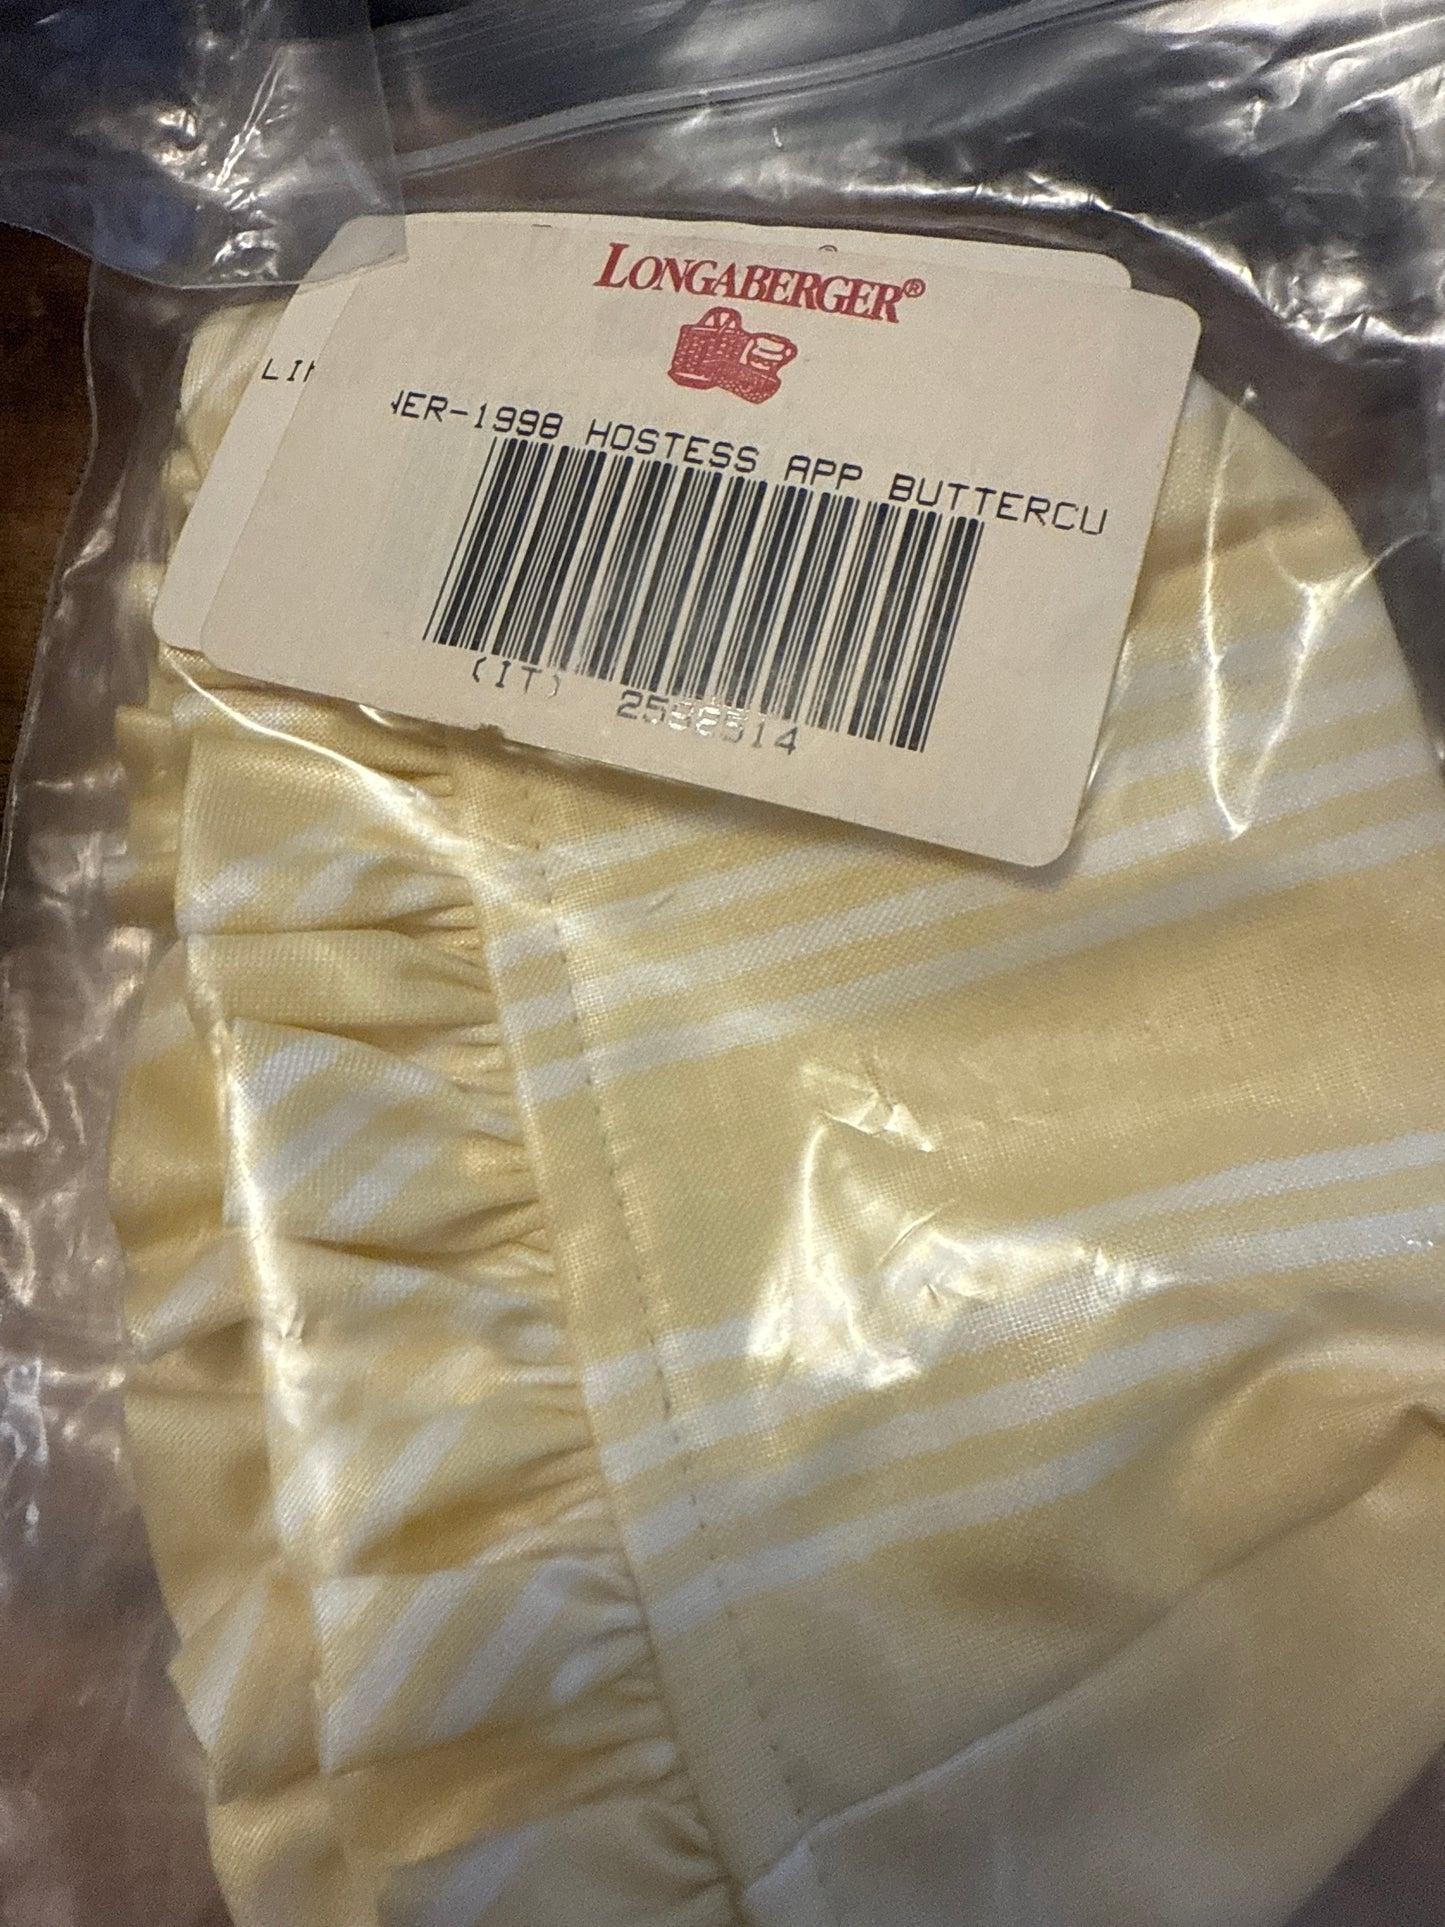 LONGABERGER®
LIN
NER-1998 HOSTESS APP BUTTERCU
(IT)